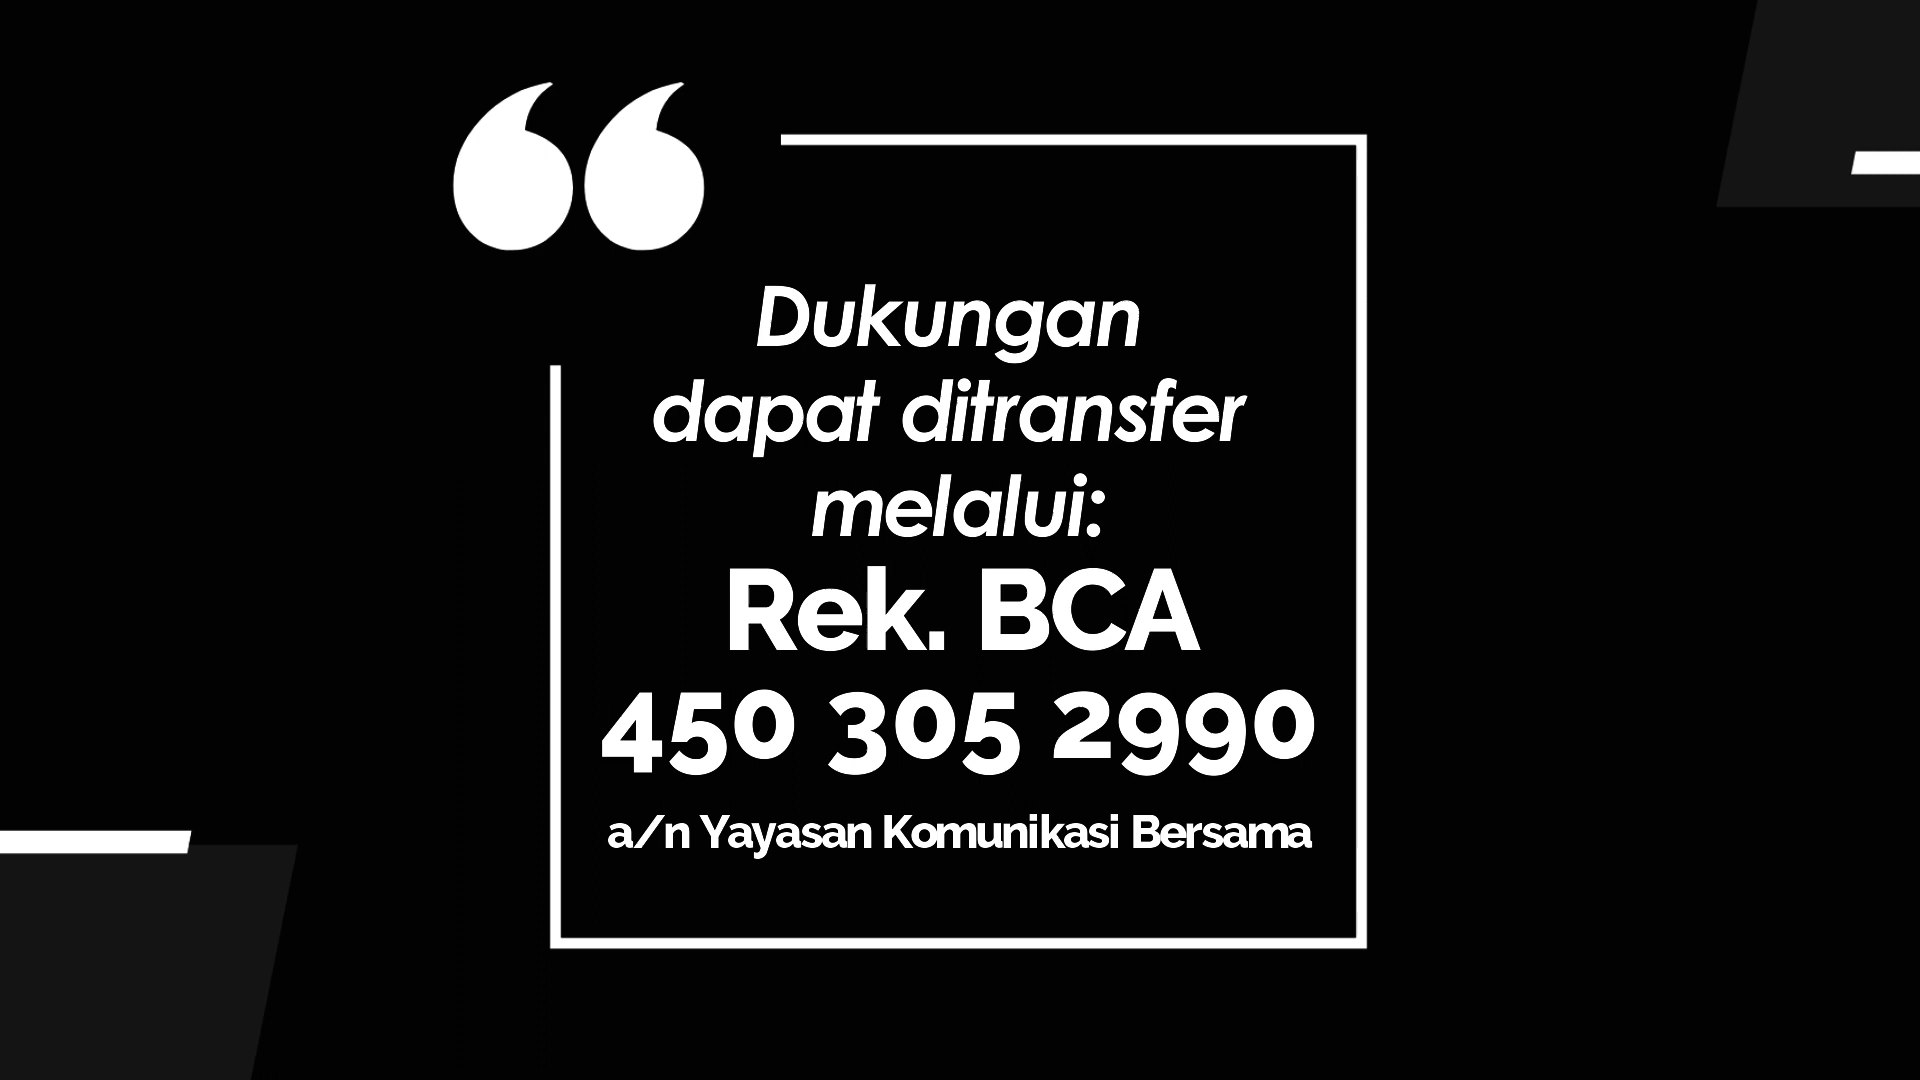 Dukungan
dapat ditransfer
melalui:
Rek. BCA
450 305 2990
a/n Yayasan Komunikasi Bersama